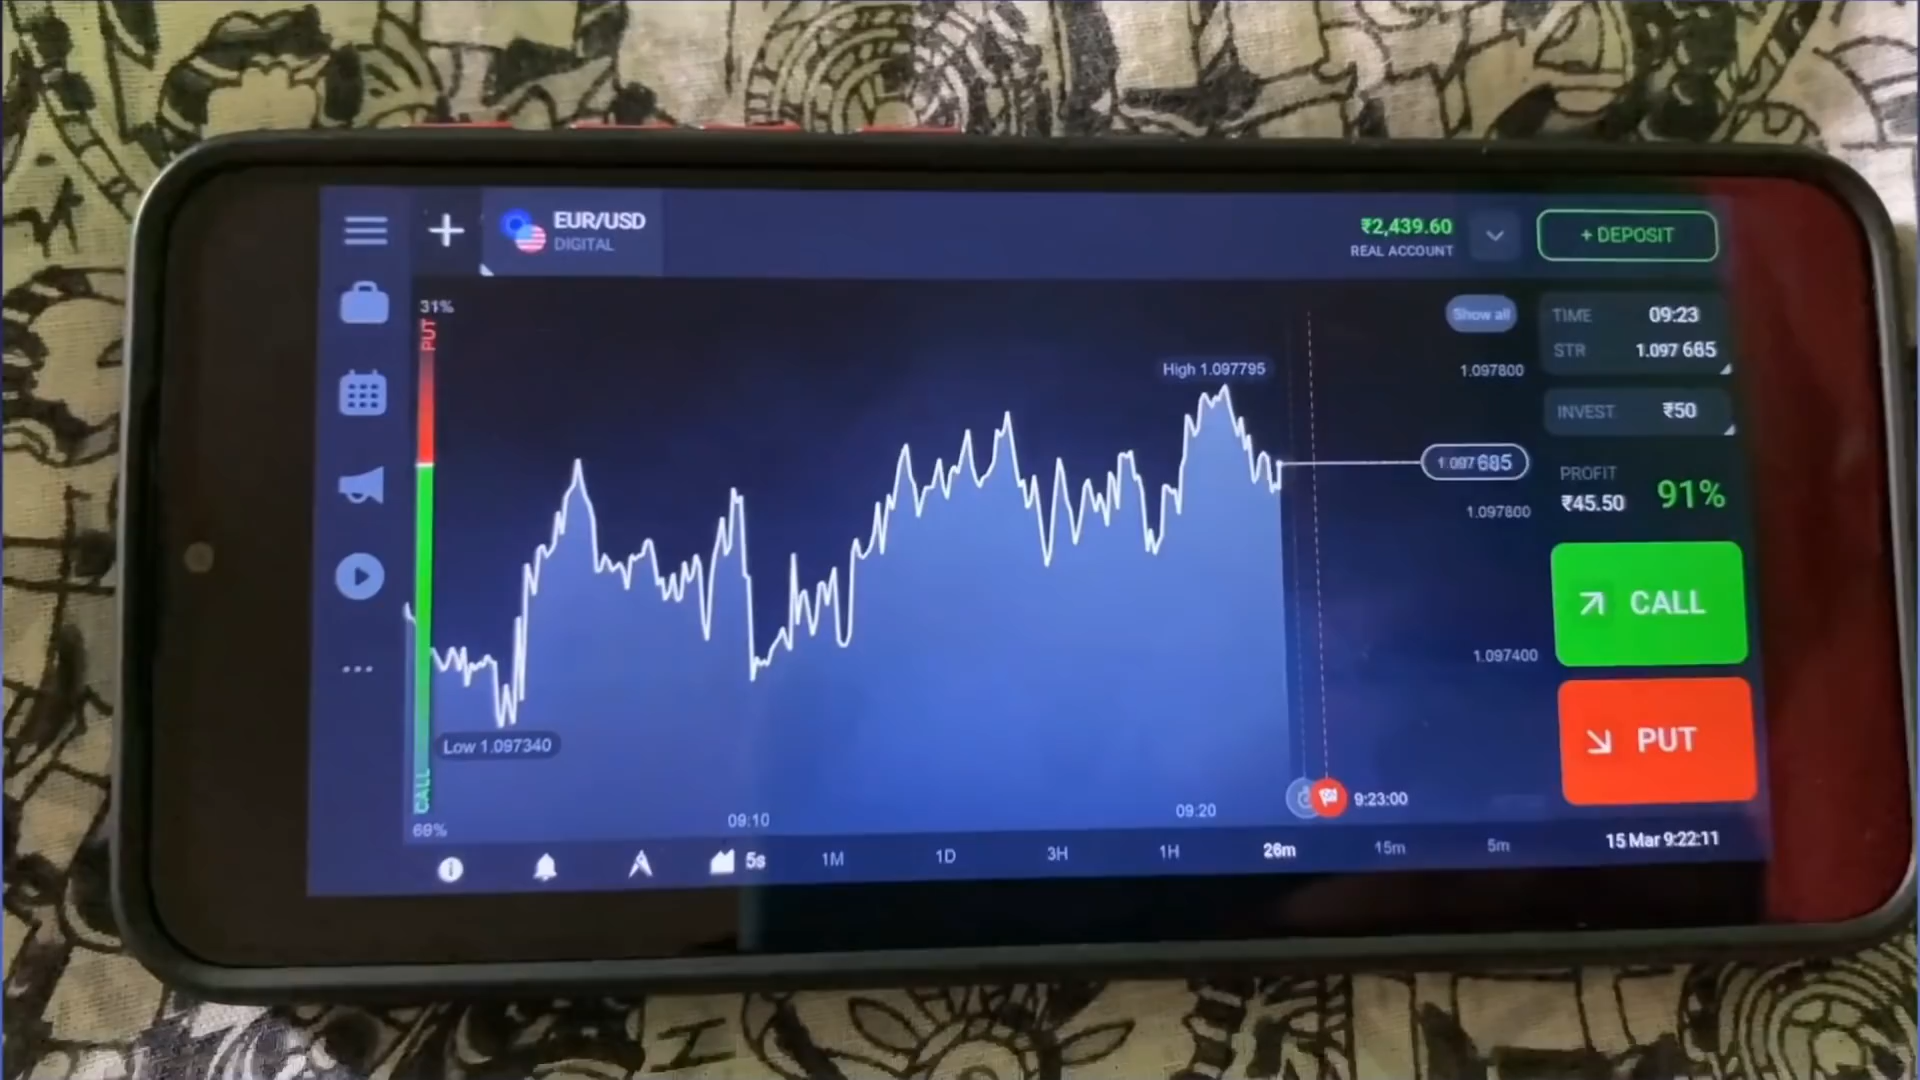 EUR/USD
DIGITAL
₹2,439.60
REAL ACCOUNT
+ DEPOSIT
31%
PUT
Show all
TIME 09:23
STR 1.097 685
High 1.097795
1.097800
INVEST ₹50
1.097 685
PROFIT
₹45.50 91%
1.097600
CALL
1.097400
PUT
Low 1.097340
CALL
69%
09:10
09:20
9:23:00
5s 1M 1D 3H 1H 26m 15m 5m
15 Mar 9:22:11